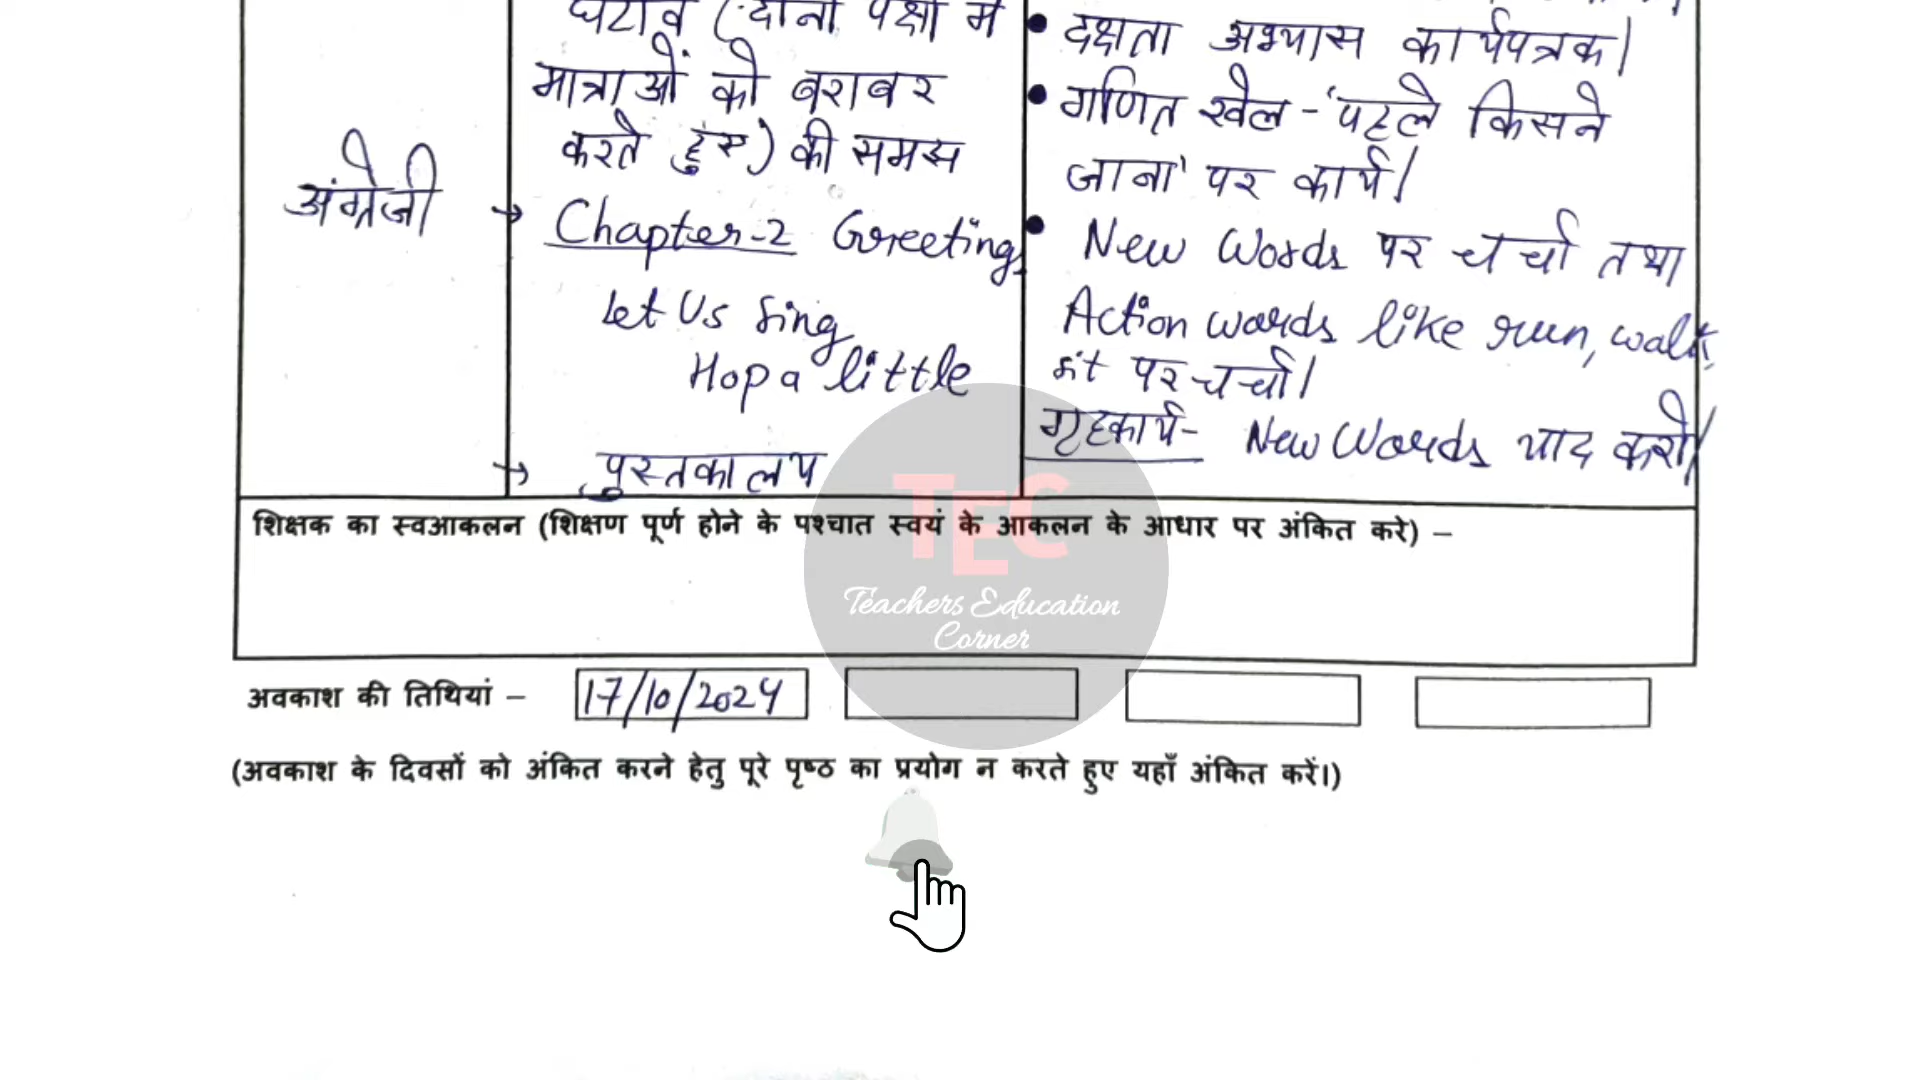 घटाव (दोनों पक्षों में
मात्राओं को बराबर
करते हुए) की समझ
• दक्षता अभ्यास कार्यपत्रक।
• गणित खेल - 'पहले किसने
जाना' पर कार्य।
अंग्रेजी
→ Chapter-2 Greetings
Let Us Sing
Hop a little
→ पुस्तकालय
• New Words पर चर्चा तथा
Action words like run, walk,
sit पर चर्चा।
गृहकार्य- New Words याद करो।
शिक्षक का स्वआकलन (शिक्षण पूर्ण होने के पश्चात स्वयं के आकलन के आधार पर अंकित करे) –
TEC
Teachers Education
Corner
अवकाश की तिथियां – 17/10/2024
(अवकाश के दिवसों को अंकित करने हेतु पूरे पृष्ठ का प्रयोग न करते हुए यहाँ अंकित करें।)